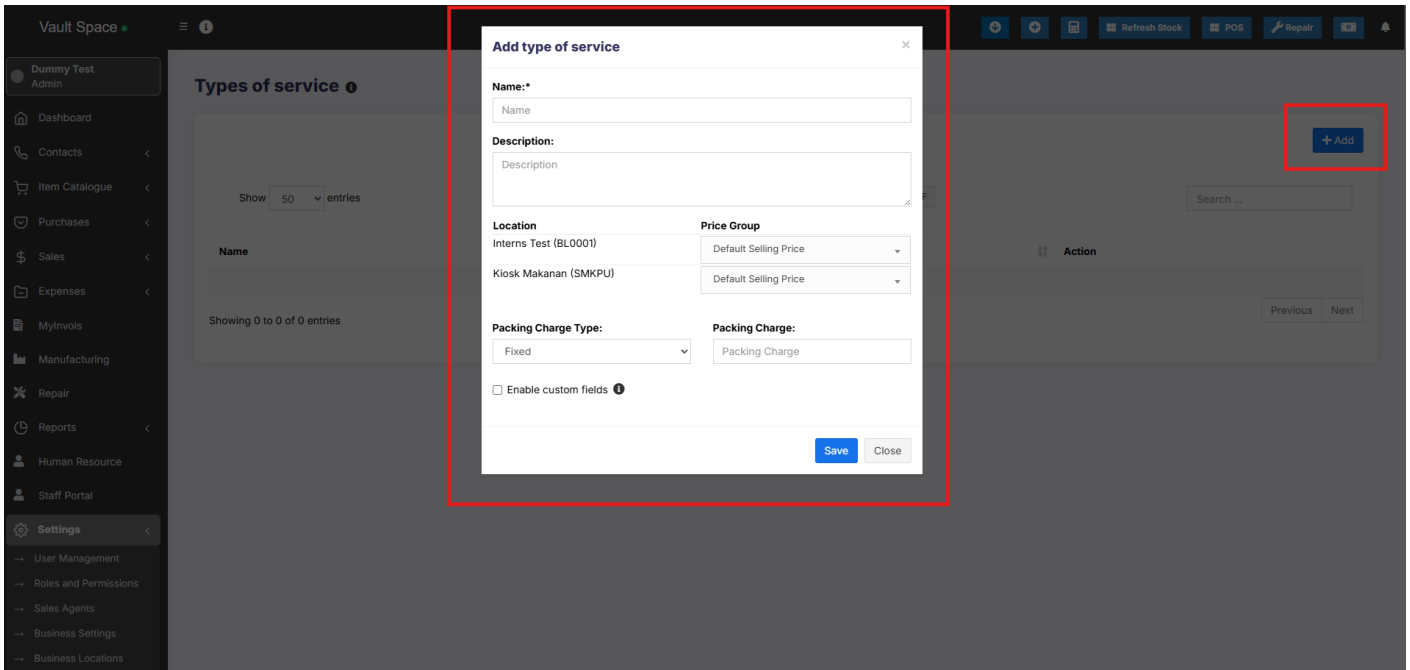 Vault Space
Refresh Stock
POS
Repair
Dummy Test
Admin
Dashboard
Contacts
Item Catalogue
Purchases
Sales
Expenses
MyInvois
Manufacturing
Repair
Reports
Human Resource
Staff Portal
Settings
→ User Management
→ Roles and Permissions
→ Sales Agents
→ Business Settings
→ Business Locations
Types of service
+ Add
Show 50 entries
Search ...
Name
Action
Showing 0 to 0 of 0 entries
Previous Next
Add type of service ×
Name:*
Name
Description:
Description
Location Price Group
Interns Test (BL0001) Default Selling Price
Kiosk Makanan (SMKPU) Default Selling Price
Packing Charge Type: Packing Charge:
Fixed Packing Charge
Enable custom fields
Save Close